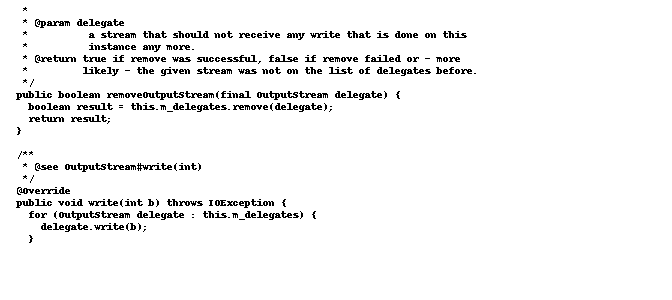 *
* @param delegate
*          a stream that should not receive any write that is done on this
*          instance any more.
* @return true if remove was successful, false if remove failed or - more
*         likely - the given stream was not on the list of delegates before.
*/
public boolean removeOutputStream(final OutputStream delegate) {
  boolean result = this.m_delegates.remove(delegate);
  return result;
}

/**
 * @see OutputStream#write(int)
 */
@Override
public void write(int b) throws IOException {
  for (OutputStream delegate : this.m_delegates) {
    delegate.write(b);
  }